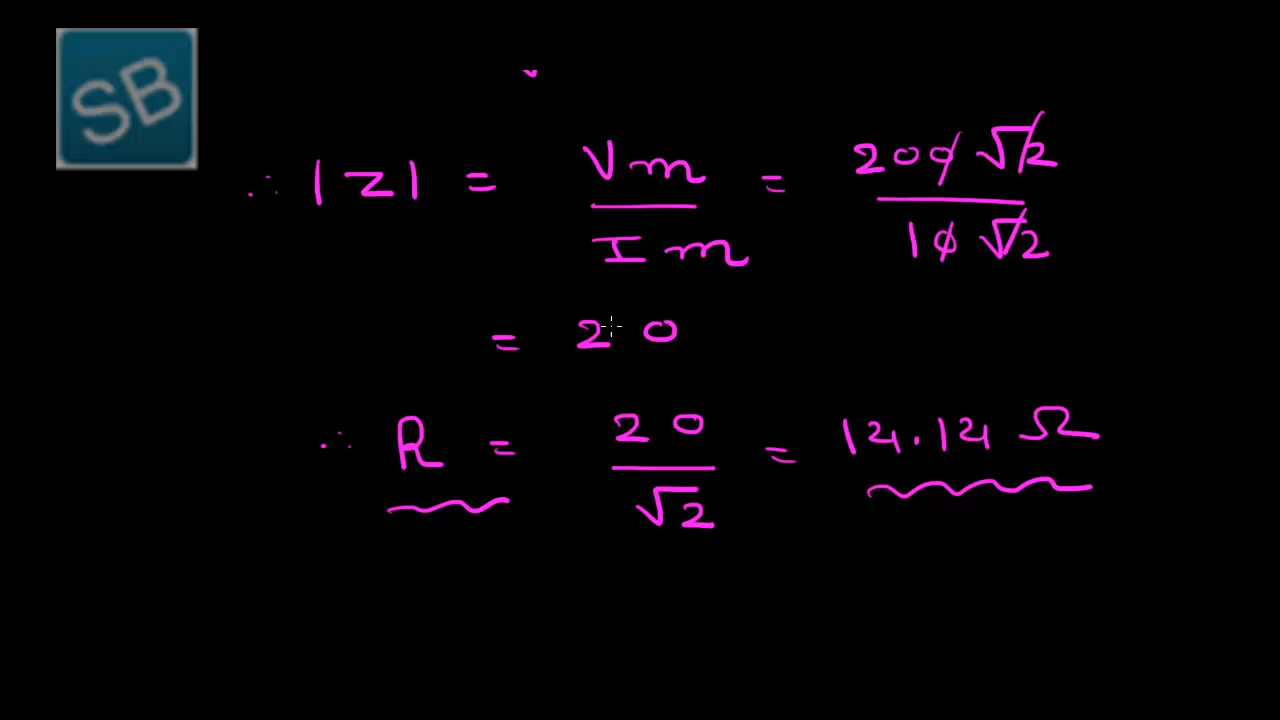 SB
∴ |Z| = Vm / Im = 200√2 / 10√2
= 20
∴ R = 20 / √2 = 14.14 Ω